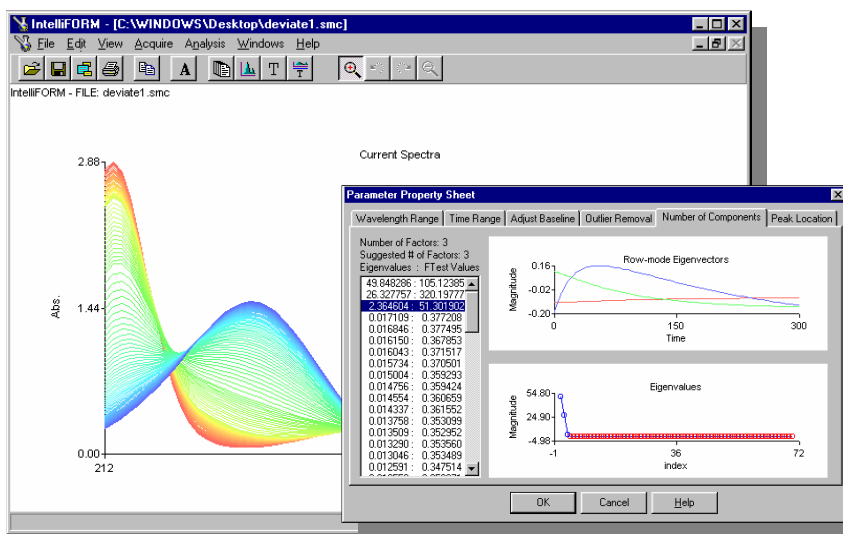 IntelliFORM - [C:\WINDOWS\Desktop\deviate1.smc]
File Edit View Acquire Analysis Windows Help
A T
IntelliFORM - FILE: deviate1.smc
Current Spectra
2.88
1.44
0.00
Abs.
212
Parameter Property Sheet
Wavelength Range Time Range Adjust Baseline Outlier Removal Number of Components Peak Location
Number of Factors: 3
Suggested # of Factors: 3
Eigenvalues : FTest Values
49.848286 : 105.12385
26.327757 : 320.19777
2.364604 : 51.301902
0.017109 : 0.377208
0.016846 : 0.377495
0.016150 : 0.367853
0.016043 : 0.371517
0.015734 : 0.370501
0.015004 : 0.359293
0.014756 : 0.359424
0.014554 : 0.360659
0.014337 : 0.361552
0.013758 : 0.353099
0.013509 : 0.352952
0.013290 : 0.353560
0.013046 : 0.353489
0.012591 : 0.347514
Row-mode Eigenvectors
Magnitude
0.16
-0.02
-0.20
0 150 300
Time
Eigenvalues
Magnitude
54.80
24.90
-4.98
-1 36 72
index
OK Cancel Help